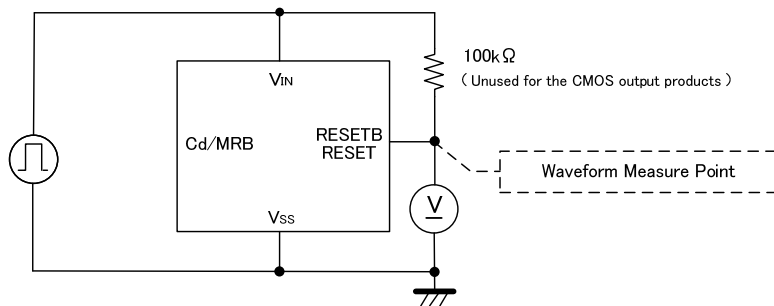 100kΩ
(Unused for the CMOS output products)
VIN
Cd/MRB
RESETB
RESET
Waveform Measure Point
V
VSS